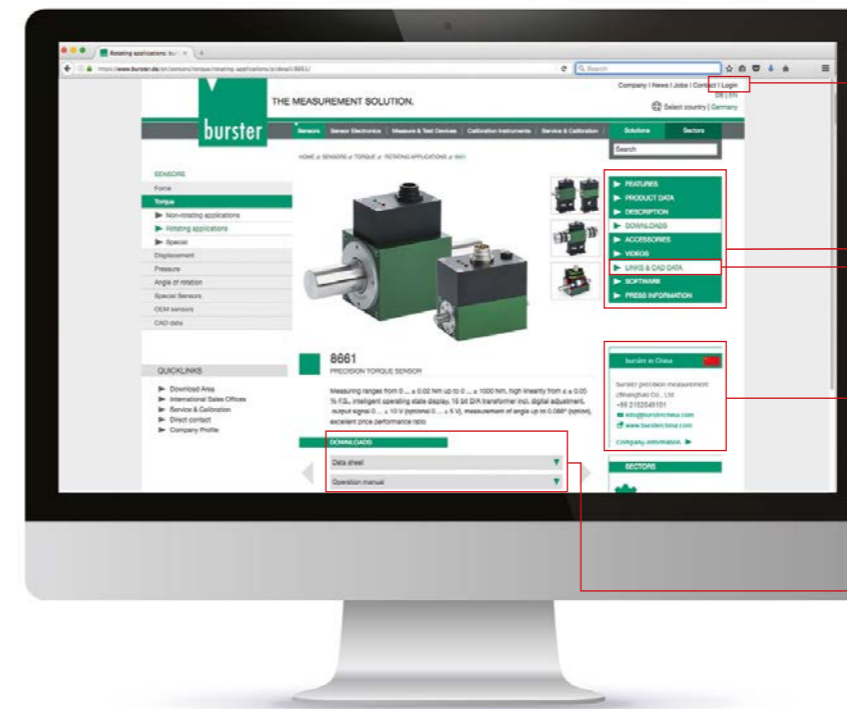 Rotating applications: bur
https://www.burster.de/en/sensors/torque/rotating-applications/p/detail/8661/
Search
Company I News I Jobs I Contact I Login
DE | EN
Select country | Germany
burster
THE MEASUREMENT SOLUTION.
Sensors
Sensor Electronics
Measure & Test Devices
Calibration Instruments
Service & Calibration
Solutions
Sectors
Search
HOME // SENSORS // TORQUE // ROTATING APPLICATIONS // 8661
SENSORS
Force
Torque
Non-rotating applications
Rotating applications
Special
Displacement
Pressure
Angle of rotation
Special Sensors
OEM sensors
CAD data
QUICKLINKS
Download Area
International Sales Offices
Service & Calibration
Direct contact
Company Profile
8661
PRECISION TORQUE SENSOR
Measuring ranges from 0 ... ± 0.02 Nm up to 0 ... ± 1000 Nm, high linearity from ≤ ± 0.05
% F.S., intelligent operating state display, 16 bit D/A transformer incl. digital adjustment,
output signal 0 ... ± 10 V (optional 0 ... ± 5 V), measurement of angle up to 0.088° (option),
excellent price performance ratio
DOWNLOADS
Data sheet
Operation manual
FEATURES
PRODUCT DATA
DESCRIPTION
DOWNLOADS
ACCESSORIES
VIDEOS
LINKS & CAD DATA
SOFTWARE
PRESS INFORMATION
burster in China
burster precision measurement
(Shanghai) Co., Ltd
info@bursterchina.com
www.bursterchina.com
Company-Information
SECTORS